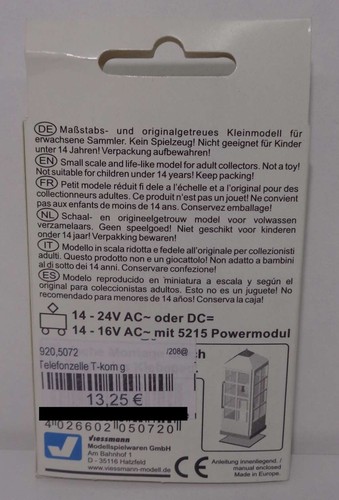 DE Maßstabs- und originalgetreues Kleinmodell für
erwachsene Sammler. Kein Spielzeug! Nicht geeignet für Kinder
unter 14 Jahren! Verpackung aufbewahren!
EN Small scale and life-like model for adult collectors. Not a toy!
Not suitable for children under 14 years! Keep packing!
FR Petit modele réduit fi dele a l'échelle et a l'original pour des
collectionneurs adultes. Ce produit n'est pas un jouet! Ne convient
pas aux enfants de moins de 14 ans. Conservez emballage!
NL Schaal- en origineelgetrouw model voor volwassen
verzamelaars. Geen speelgoed! Niet geschikt voor kinderen
onder 14 jaar! Verpakking bewaren!
IT Modello in scala ridotta e fedele all'originale per collezionisti
adulti. Questo prodotto non e un giocattolo! Non adatto a bambini
al di sotto dei 14 anni. Conservare confezione!
ES Modelo reproducido en miniatura a escala y según el
original para coleccionistas adultos. Esto no es un juguete! No
recomendado para menores de 14 años! Conserva la caja!
14 - 24V AC~ oder DC=
14 - 16V AC~ mit 5215 Powermodul
920,5072 /208@
Telefonzelle T-kom g
13,25 €
4 026602 050720
Viessmann
Modellspielwaren GmbH
Am Bahnhof 1
D - 35116 Hatzfeld
www.viessmann-modell.de
CE
Anleitung innenliegend. /
manual enclosed
Made in Europe.